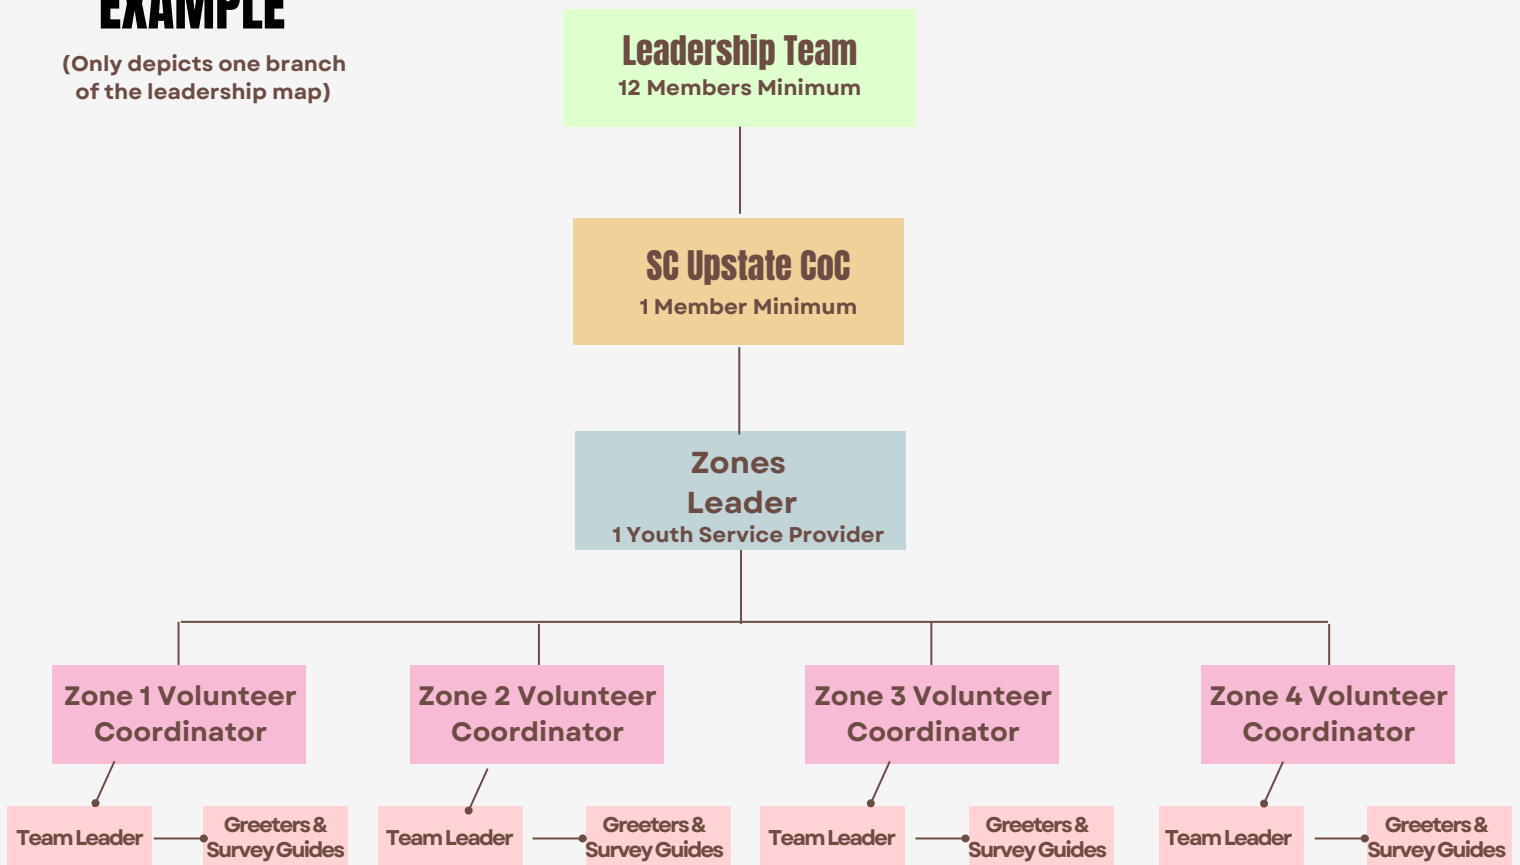 EXAMPLE
(Only depicts one branch
of the leadership map)
Leadership Team
12 Members Minimum
SC Upstate CoC
1 Member Minimum
Zones
Leader
1 Youth Service Provider
Zone 1 Volunteer
Coordinator
Zone 2 Volunteer
Coordinator
Zone 3 Volunteer
Coordinator
Zone 4 Volunteer
Coordinator
Team Leader
Greeters &
Survey Guides
Team Leader
Greeters &
Survey Guides
Team Leader
Greeters &
Survey Guides
Team Leader
Greeters &
Survey Guides